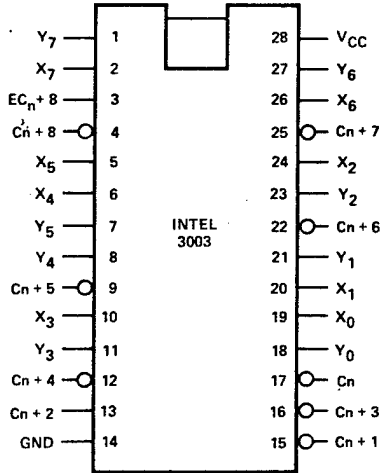 Y7 1 28 VCC
X7 2 27 Y6
ECn + 8 3 26 X6
Cn + 8 4 25 Cn + 7
X5 5 24 X2
X4 6 23 Y2
Y5 7 INTEL 22 Cn + 6
Y4 8 3003 21 Y1
Cn + 5 9 20 X1
X3 10 19 X0
Y3 11 18 Y0
Cn + 4 12 17 Cn
Cn + 2 13 16 Cn + 3
GND 14 15 Cn + 1